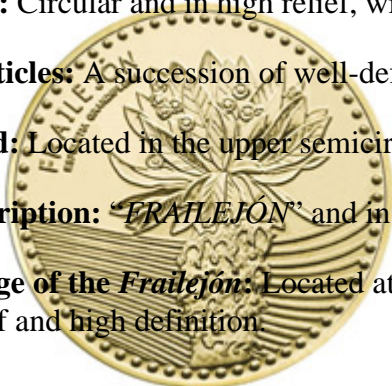 : Circular and in high relief, wi
ticles: A succession of well-def
d: Located in the upper semicir
ription: “FRAILEJÓN” and in
ge of the Frailejón: Located at
f and high definition.
FRAILEJÓN